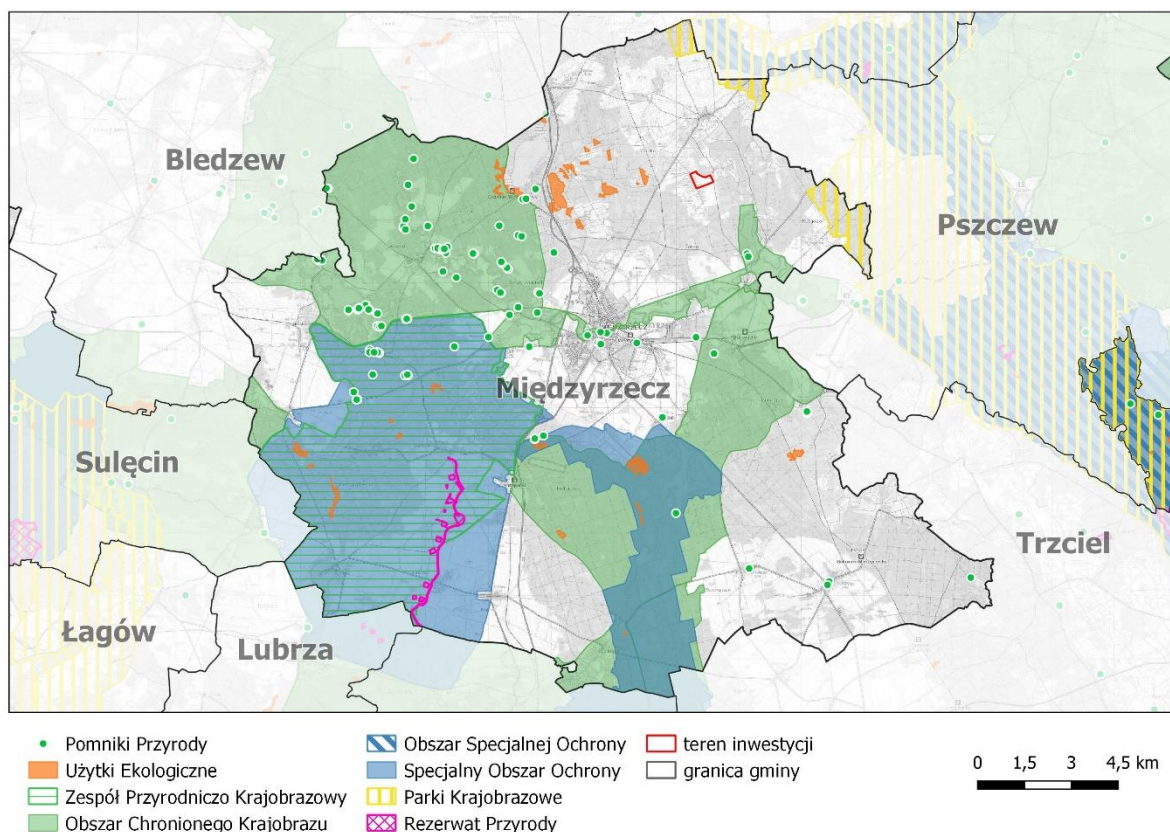 Bledzew
Pszczew
Międzyrzecz
Sulęcin
Trzciel
Łagów
Lubrza
Pomniki Przyrody
Użytki Ekologiczne
Zespół Przyrodniczo Krajobrazowy
Obszar Chronionego Krajobrazu
Obszar Specjalnej Ochrony
Specjalny Obszar Ochrony
Parki Krajobrazowe
Rezerwat Przyrody
teren inwestycji
granica gminy
0 1,5 3 4,5 km